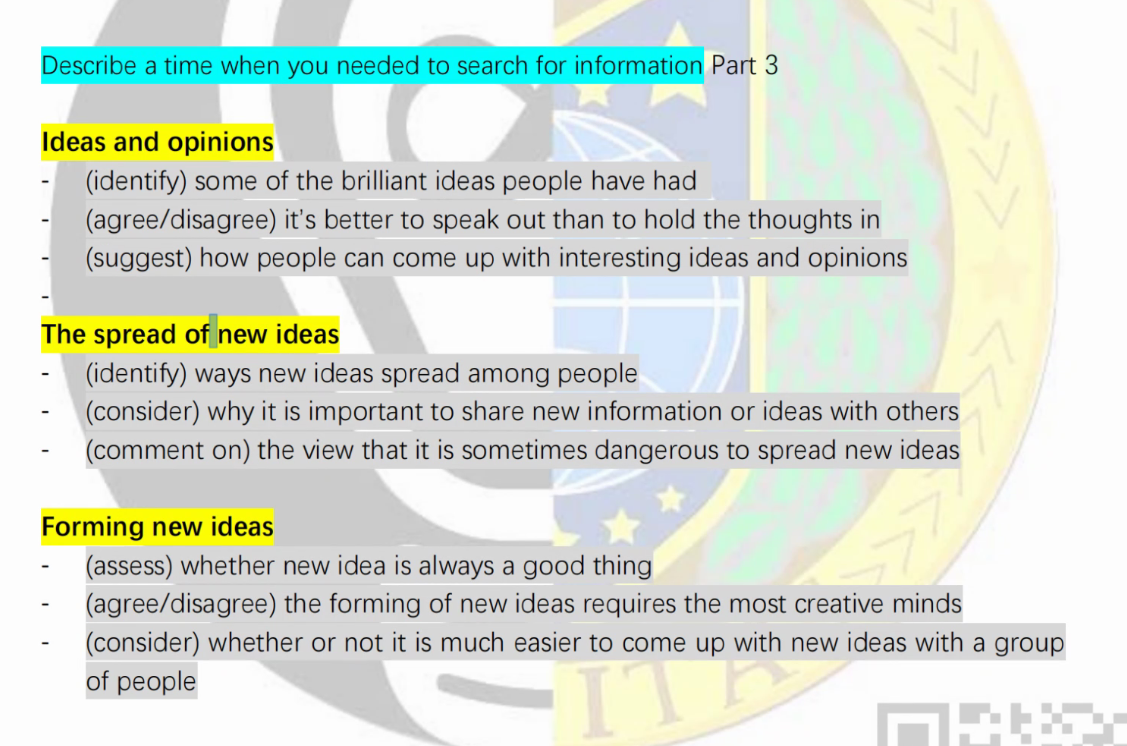 Describe a time when you needed to search for information Part 3
Ideas and opinions
- (identify) some of the brilliant ideas people have had
- (agree/disagree) it's better to speak out than to hold the thoughts in
- (suggest) how people can come up with interesting ideas and opinions
-
The spread of new ideas
- (identify) ways new ideas spread among people
- (consider) why it is important to share new information or ideas with others
- (comment on) the view that it is sometimes dangerous to spread new ideas
Forming new ideas
- (assess) whether new idea is always a good thing
- (agree/disagree) the forming of new ideas requires the most creative minds
- (consider) whether or not it is much easier to come up with new ideas with a group
of people